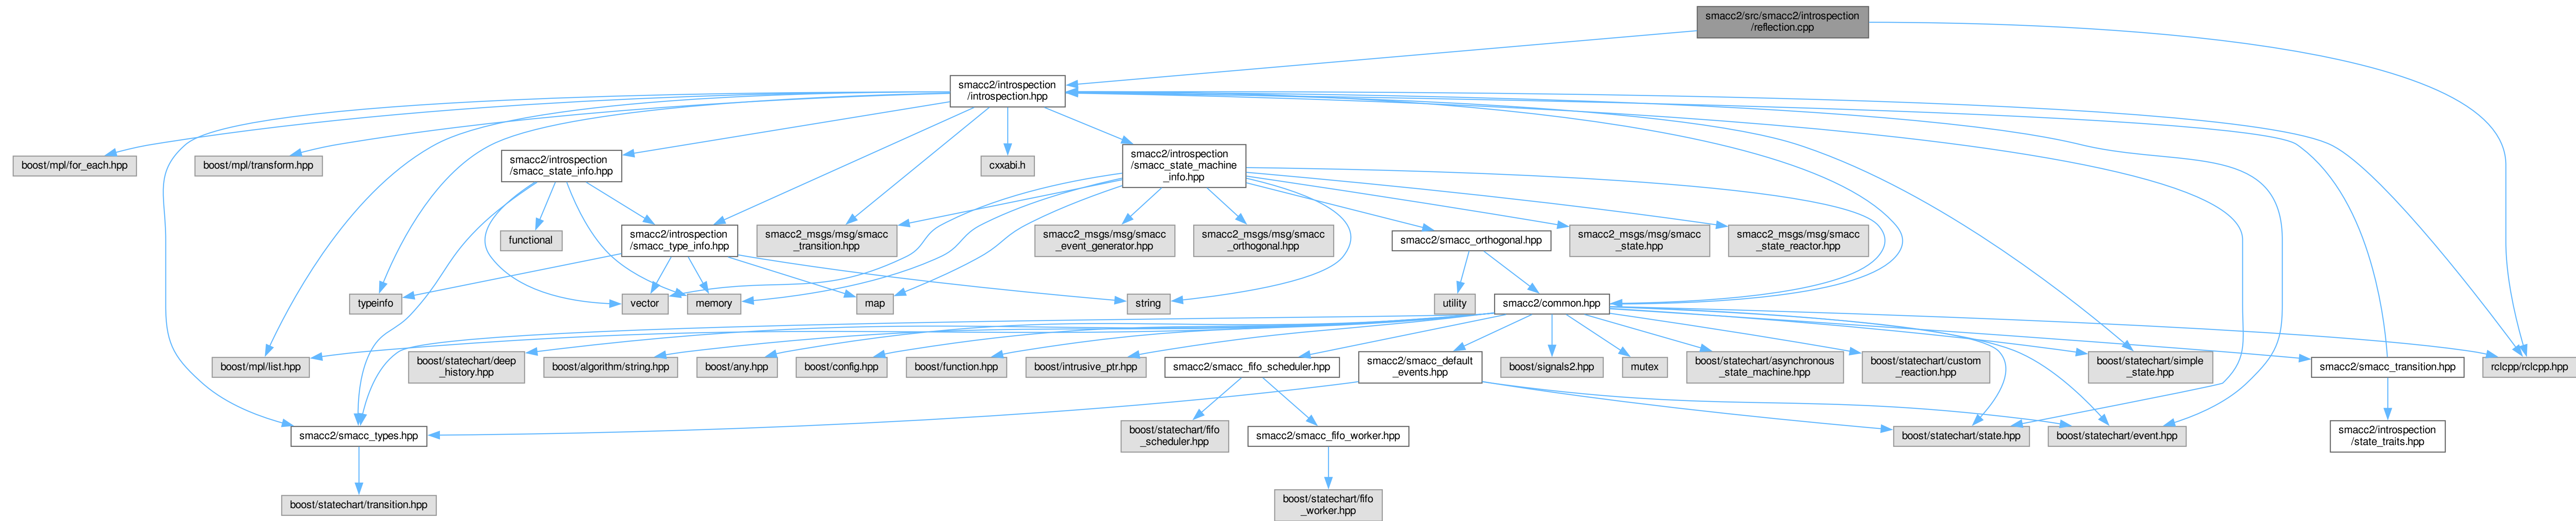 smacc2/src/smacc2/introspection
/reflection.cpp
smacc2/introspection
/introspection.hpp
boost/mpl/for_each.hpp
boost/mpl/transform.hpp
smacc2/introspection
/smacc_state_info.hpp
cxxabi.h
smacc2/introspection
/smacc_state_machine
_info.hpp
functional
smacc2/introspection
/smacc_type_info.hpp
smacc2_msgs/msg/smacc
_transition.hpp
smacc2_msgs/msg/smacc
_event_generator.hpp
smacc2_msgs/msg/smacc
_orthogonal.hpp
smacc2/smacc_orthogonal.hpp
smacc2_msgs/msg/smacc
_state.hpp
smacc2_msgs/msg/smacc
_state_reactor.hpp
typeinfo
vector
memory
map
string
utility
smacc2/common.hpp
boost/mpl/list.hpp
boost/statechart/deep
_history.hpp
boost/algorithm/string.hpp
boost/any.hpp
boost/config.hpp
boost/function.hpp
boost/intrusive_ptr.hpp
smacc2/smacc_fifo_scheduler.hpp
smacc2/smacc_default
_events.hpp
boost/signals2.hpp
mutex
boost/statechart/asynchronous
_state_machine.hpp
boost/statechart/custom
_reaction.hpp
boost/statechart/simple
_state.hpp
smacc2/smacc_transition.hpp
rclcpp/rclcpp.hpp
smacc2/smacc_types.hpp
boost/statechart/fifo
_scheduler.hpp
smacc2/smacc_fifo_worker.hpp
boost/statechart/state.hpp
boost/statechart/event.hpp
smacc2/introspection
/state_traits.hpp
boost/statechart/transition.hpp
boost/statechart/fifo
_worker.hpp